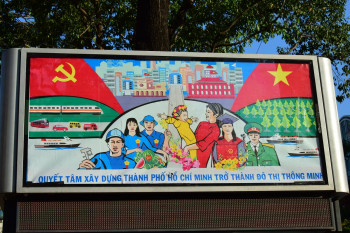 QUYẾT TÂM XÂY DỰNG THÀNH PHỐ HỒ CHÍ MINH TRỞ THÀNH ĐÔ THỊ THÔNG MINH